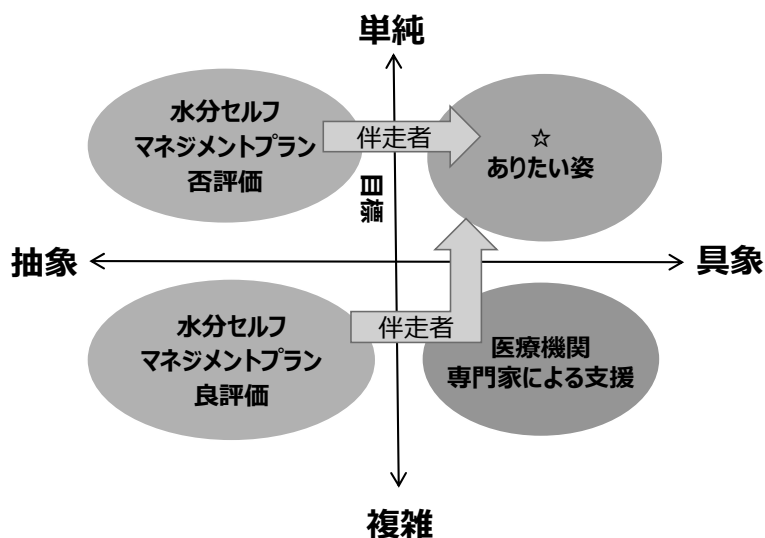 単純
水分セルフ
マネジメントプラン
否評価
伴走者
☆
ありたい姿
目標
抽象
具象
水分セルフ
マネジメントプラン
良評価
伴走者
医療機関
専門家による支援
複雑